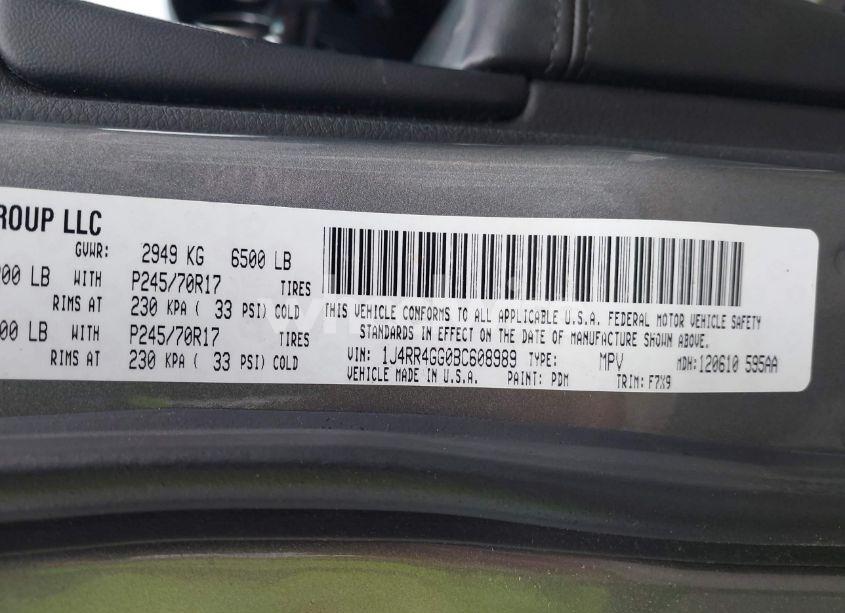 ROUP LLC
GVWR: 2949 KG 6500 LB
00 LB WITH P245/70R17 TIRES
RIMS AT 230 KPA ( 33 PSI) COLD
00 LB WITH P245/70R17 TIRES
RIMS AT 230 KPA ( 33 PSI) COLD
THIS VEHICLE CONFORMS TO ALL APPLICABLE U.S.A. FEDERAL MOTOR VEHICLE SAFETY
STANDARDS IN EFFECT ON THE DATE OF MANUFACTURE SHOWN ABOVE.
VIN: 1J4RR4GG0BC608989 TYPE: MPV MDH:120610 595AA
VEHICLE MADE IN U.S.A. PAINT: PDM TRIM: F7X9